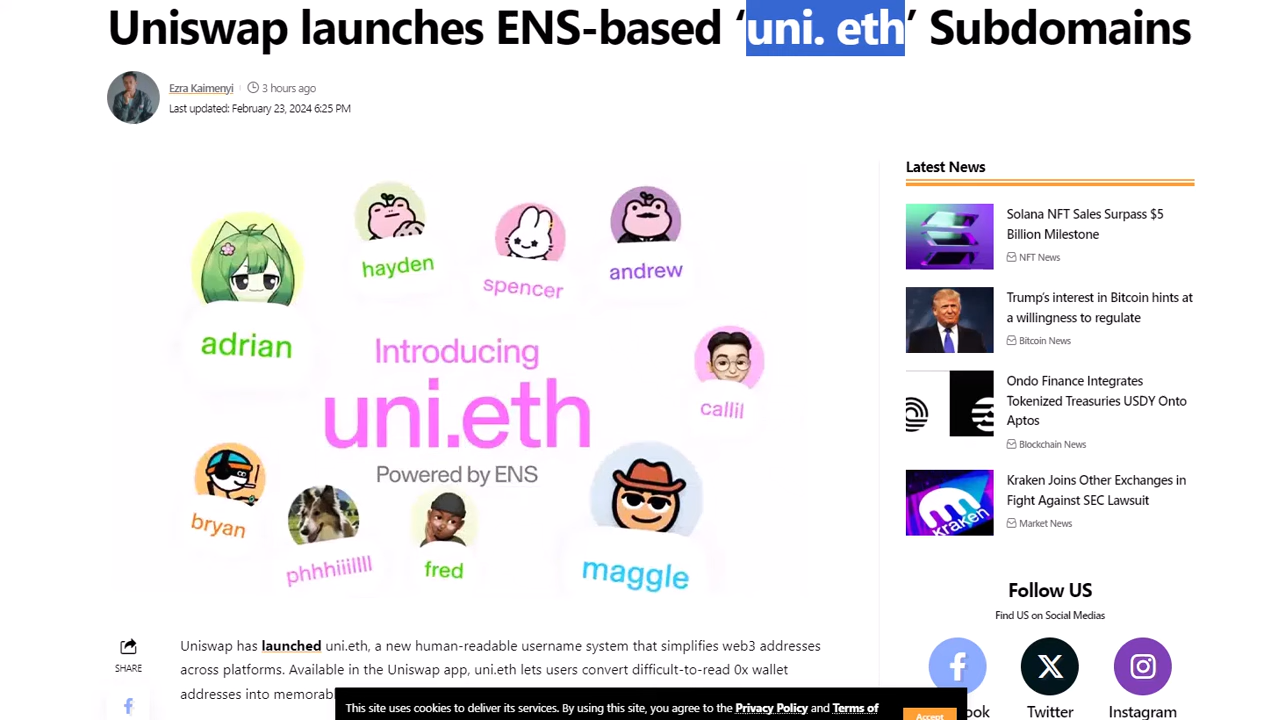 Uniswap launches ENS-based ‘uni. eth’ Subdomains
Ezra Kaimenyi
3 hours ago
Last updated: February 23, 2024 6:25 PM
hayden
spencer
andrew
adrian
Introducing
uni.eth
Powered by ENS
callil
bryan
phhhiiillll
fred
maggle
Latest News
Solana NFT Sales Surpass $5
Billion Milestone
NFT News
Trump’s interest in Bitcoin hints at
a willingness to regulate
Bitcoin News
Ondo Finance Integrates
Tokenized Treasuries USDY Onto
Aptos
Blockchain News
Kraken Joins Other Exchanges in
Fight Against SEC Lawsuit
Market News
kraken
Follow US
Find US on Social Medias
Twitter
Instagram
SHARE
Uniswap has launched uni.eth, a new human-readable username system that simplifies web3 addresses
across platforms. Available in the Uniswap app, uni.eth lets users convert difficult-to-read 0x wallet
addresses into
This site uses cookies to deliver its services. By using this site, you agree to the Privacy Policy and Terms of
Accept